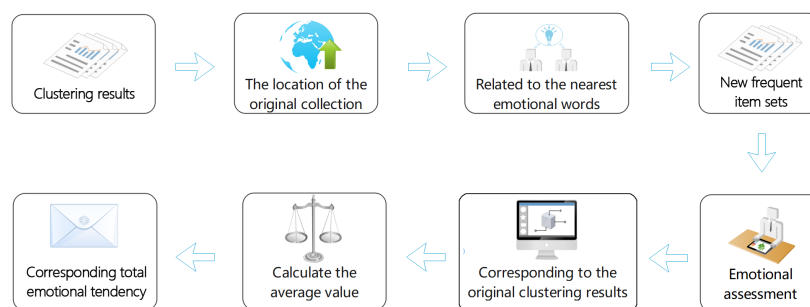 Clustering results
The location of the
original collection
Related to the nearest
emotional words
New frequent
item sets
Corresponding total
emotional tendency
Calculate the
average value
Corresponding to the
original clustering results
Emotional
assessment